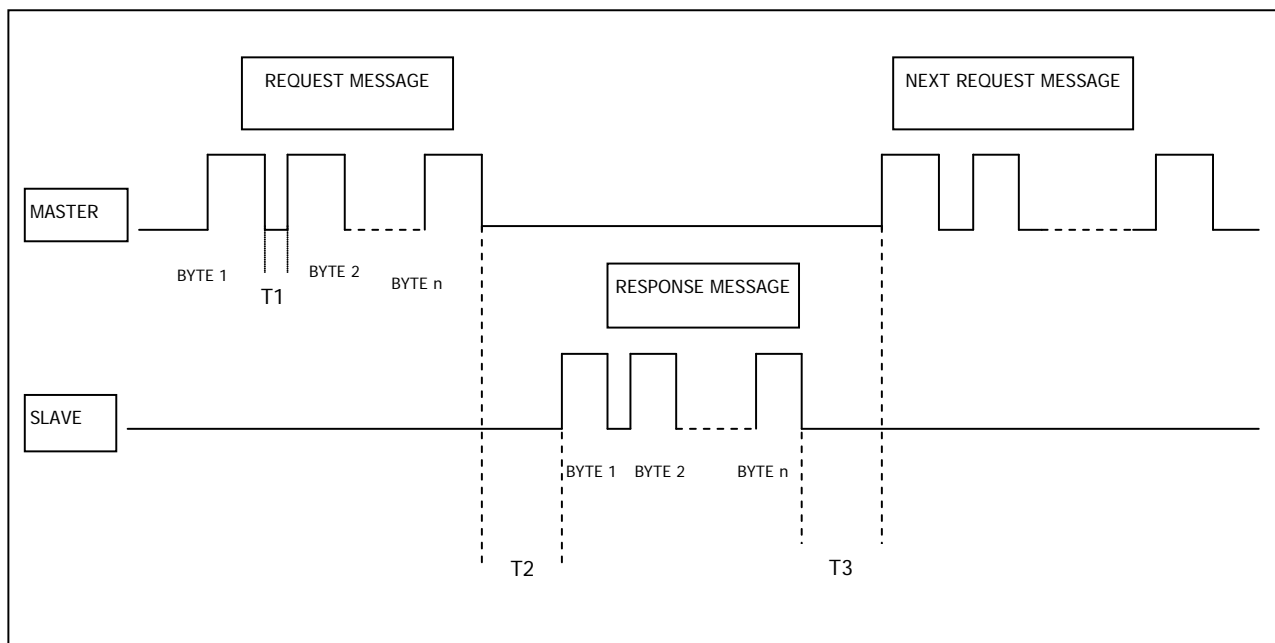 REQUEST MESSAGE
NEXT REQUEST MESSAGE
MASTER
BYTE 1
BYTE 2
BYTE n
T1
RESPONSE MESSAGE
SLAVE
BYTE 1
BYTE 2
BYTE n
T2
T3